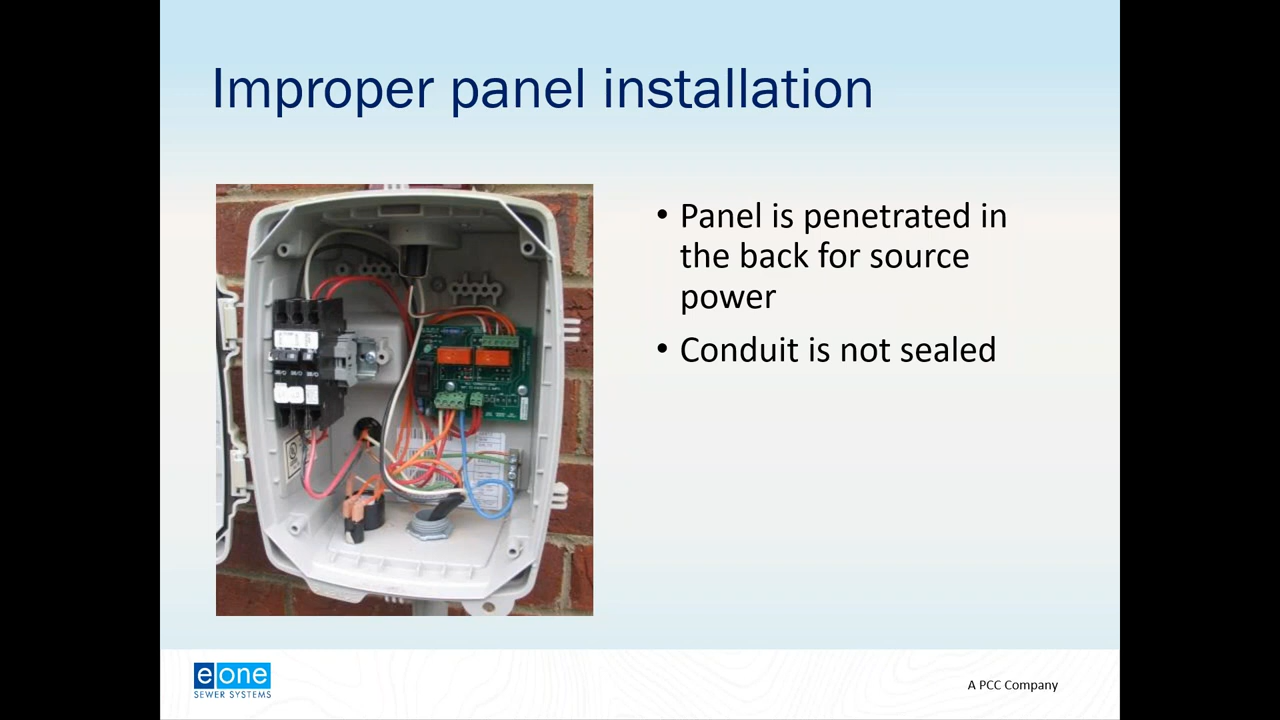 Improper panel installation
• Panel is penetrated in
the back for source
power
• Conduit is not sealed
e one
SEWER SYSTEMS
A PCC Company